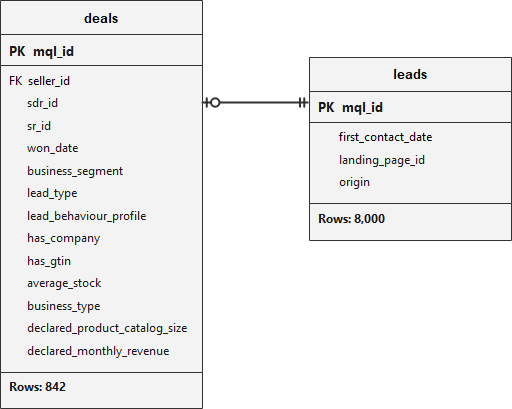 deals
PK mql_id
FK seller_id
sdr_id
sr_id
won_date
business_segment
lead_type
lead_behaviour_profile
has_company
has_gtin
average_stock
business_type
declared_product_catalog_size
declared_monthly_revenue
Rows: 842
leads
PK mql_id
first_contact_date
landing_page_id
origin
Rows: 8,000